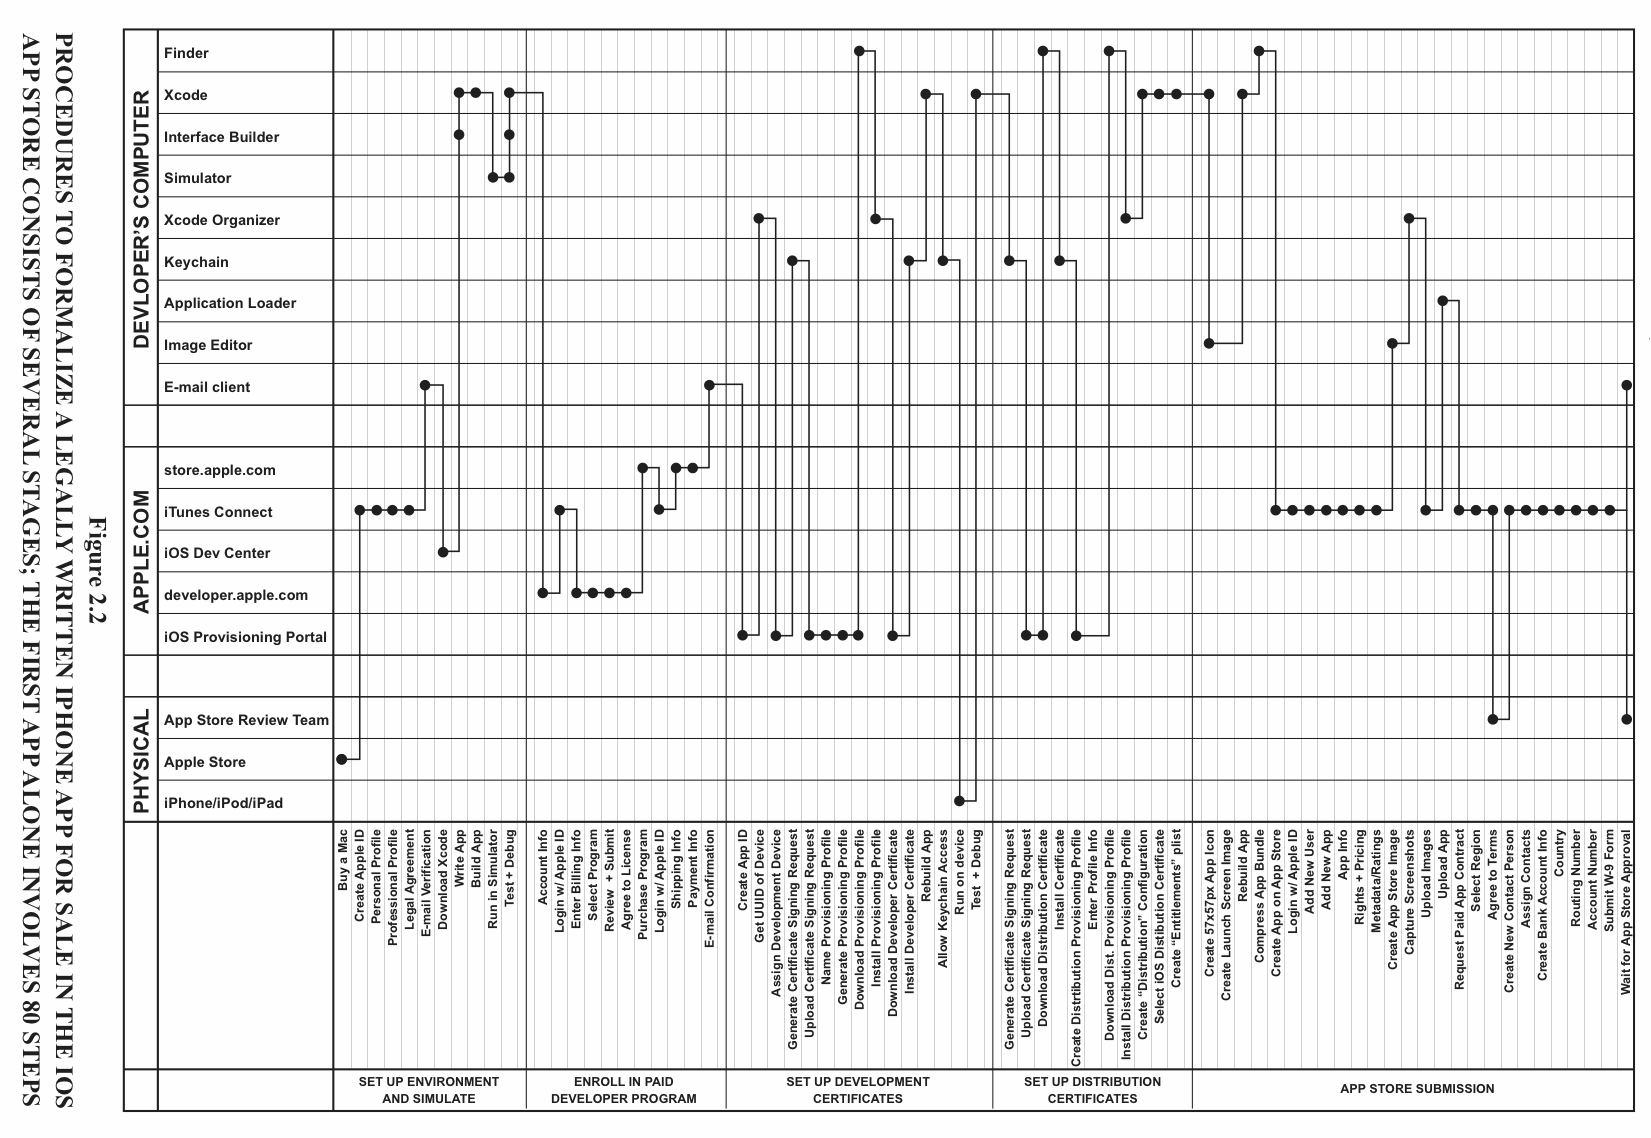 Figure 2.2
PROCEDURES TO FORMALIZE A LEGALLY WRITTEN IPHONE APP FOR SALE IN THE IOS
APP STORE CONSISTS OF SEVERAL STAGES; THE FIRST APP ALONE INVOLVES 80 STEPS
DEVLOPER'S COMPUTER
Finder
Xcode
Interface Builder
Simulator
Xcode Organizer
Keychain
Application Loader
Image Editor
E-mail client
APPLE.COM
store.apple.com
iTunes Connect
iOS Dev Center
developer.apple.com
iOS Provisioning Portal
PHYSICAL
App Store Review Team
Apple Store
iPhone/iPod/iPad
Buy a Mac
Create Apple ID
Personal Profile
Professional Profile
Legal Agreement
E-mail Verification
Download Xcode
Write App
Build App
Run in Simulator
Test + Debug
Account Info
Login w/ Apple ID
Enter Billing Info
Select Program
Review + Submit
Agree to License
Purchase Program
Login w/ Apple ID
Shipping Info
Payment Info
E-mail Confirmation
Create App ID
Get UUID of Device
Assign Development Device
Generate Certificate Signing Request
Upload Certificate Signing Request
Name Provisioning Profile
Generate Provisioning Profile
Download Provisioning Profile
Install Provisioning Profile
Download Developer Certificate
Install Developer Certificate
Rebuild App
Allow Keychain Access
Run on device
Test + Debug
Generate Certificate Signing Request
Upload Certificate Signing Request
Download Distribution Certificate
Install Certificate
Create Distrtibution Provisioning Profile
Enter Profile Info
Download Dist. Provisioning Profile
Install Distribution Provisioning Profile
Create "Distribution" Configuration
Select iOS Distibution Certificate
Create "Entitlements" plist
Create 57x57px App Icon
Create Launch Screen Image
Rebuild App
Compress App Bundle
Create App on App Store
Login w/ Apple ID
Add New User
Add New App
App Info
Rights + Pricing
Metadata/Ratings
Create App Store Image
Capture Screenshots
Upload Images
Upload App
Request Paid App Contract
Select Region
Agree to Terms
Create New Contact Person
Assign Contacts
Create Bank Account Info
Country
Routing Number
Account Number
Submit W-9 Form
Wait for App Store Approval
SET UP ENVIRONMENT
AND SIMULATE
ENROLL IN PAID
DEVELOPER PROGRAM
SET UP DEVELOPMENT
CERTIFICATES
SET UP DISTRIBUTION
CERTIFICATES
APP STORE SUBMISSION